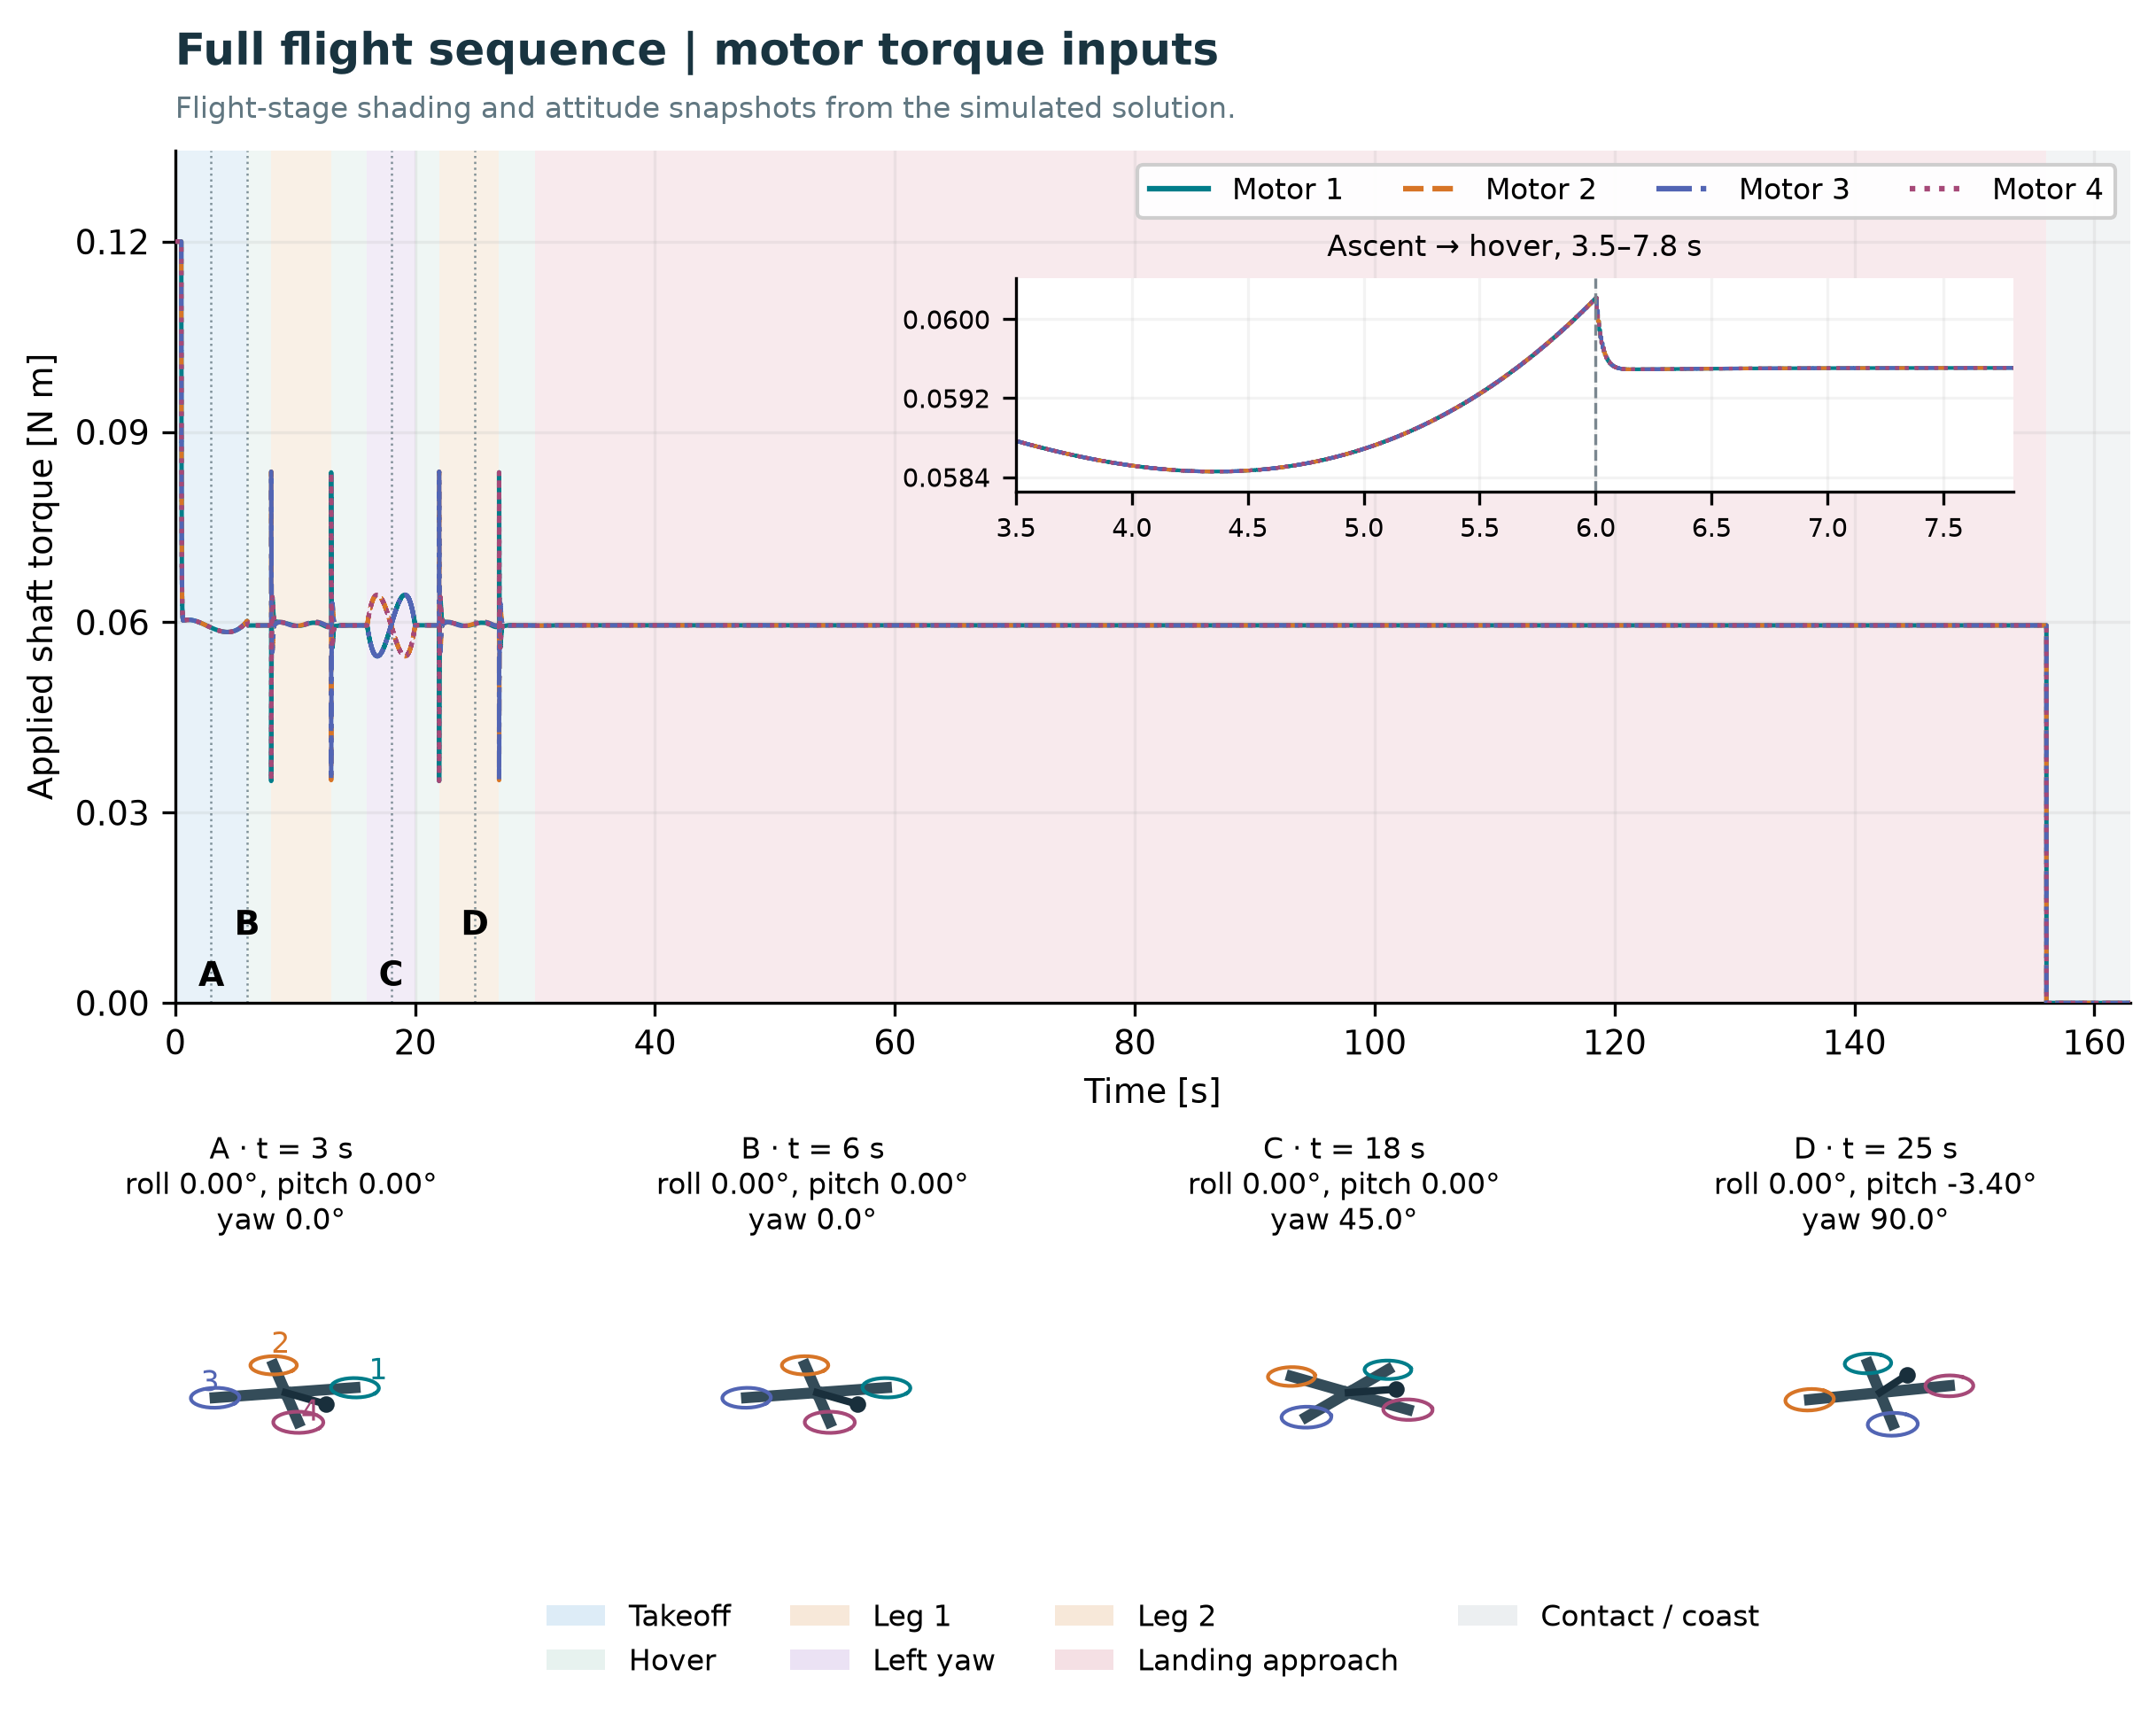 Full flight sequence | motor torque inputs
Flight-stage shading and attitude snapshots from the simulated solution.
Motor 1 Motor 2 Motor 3 Motor 4
Ascent → hover, 3.5–7.8 s
0.0600
0.0592
0.0584
3.5 4.0 4.5 5.0 5.5 6.0 6.5 7.0 7.5
Applied shaft torque [N m]
0.12
0.09
0.06
0.03
0.00
B D
A C
0 20 40 60 80 100 120 140 160
Time [s]
A · t = 3 s
roll 0.00°, pitch 0.00°
yaw 0.0°
B · t = 6 s
roll 0.00°, pitch 0.00°
yaw 0.0°
C · t = 18 s
roll 0.00°, pitch 0.00°
yaw 45.0°
D · t = 25 s
roll 0.00°, pitch -3.40°
yaw 90.0°
2
1
3
4
Takeoff Leg 1 Leg 2 Contact / coast
Hover Left yaw Landing approach